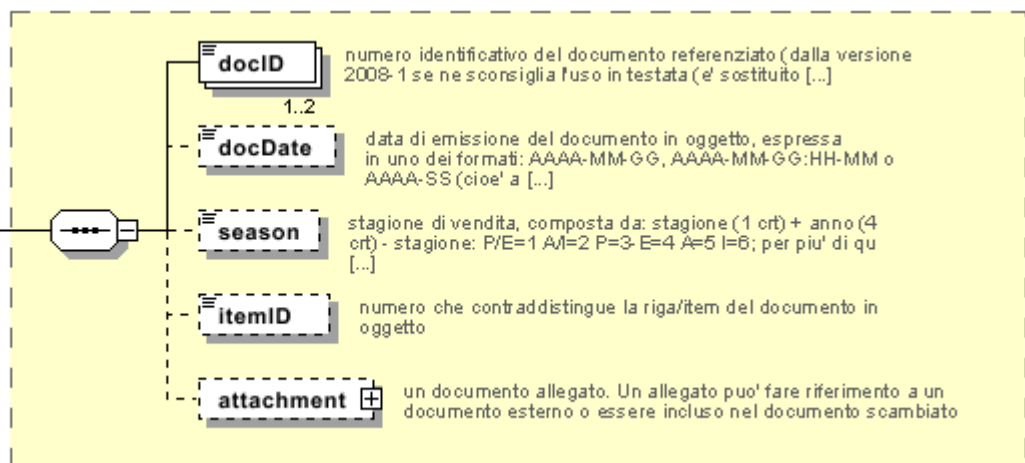 docID
numero identificativo del documento referenziato (dalla versione
2008-1 se ne sconsiglia l'uso in testata (e' sostituito [...]
1..2
docDate
data di emissione del documento in oggetto, espressa
in uno dei formati: AAAA-MM-GG, AAAA-MM-GG:HH-MM o
AAAA-SS (cioe' a [...]
season
stagione di vendita, composta da: stagione (1 crt) + anno (4
crt) - stagione: P/E=1 A/I=2 P=3- E=4 A=5 I=6; per piu' di qu
[...]
itemID
numero che contraddistingue la riga/item del documento in
oggetto
attachment
un documento allegato. Un allegato puo' fare riferimento a un
documento esterno o essere incluso nel documento scambiato